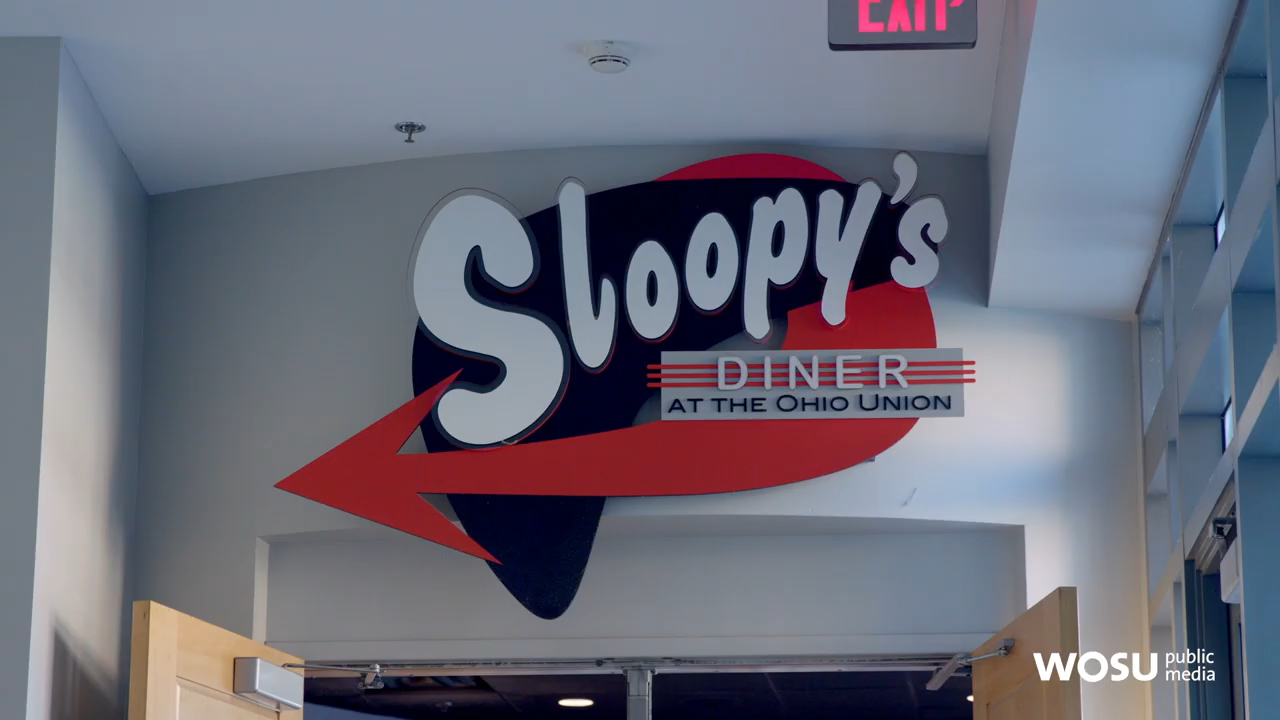 EXIT
Sloopy's
DINER
AT THE OHIO UNION
WOSU public media